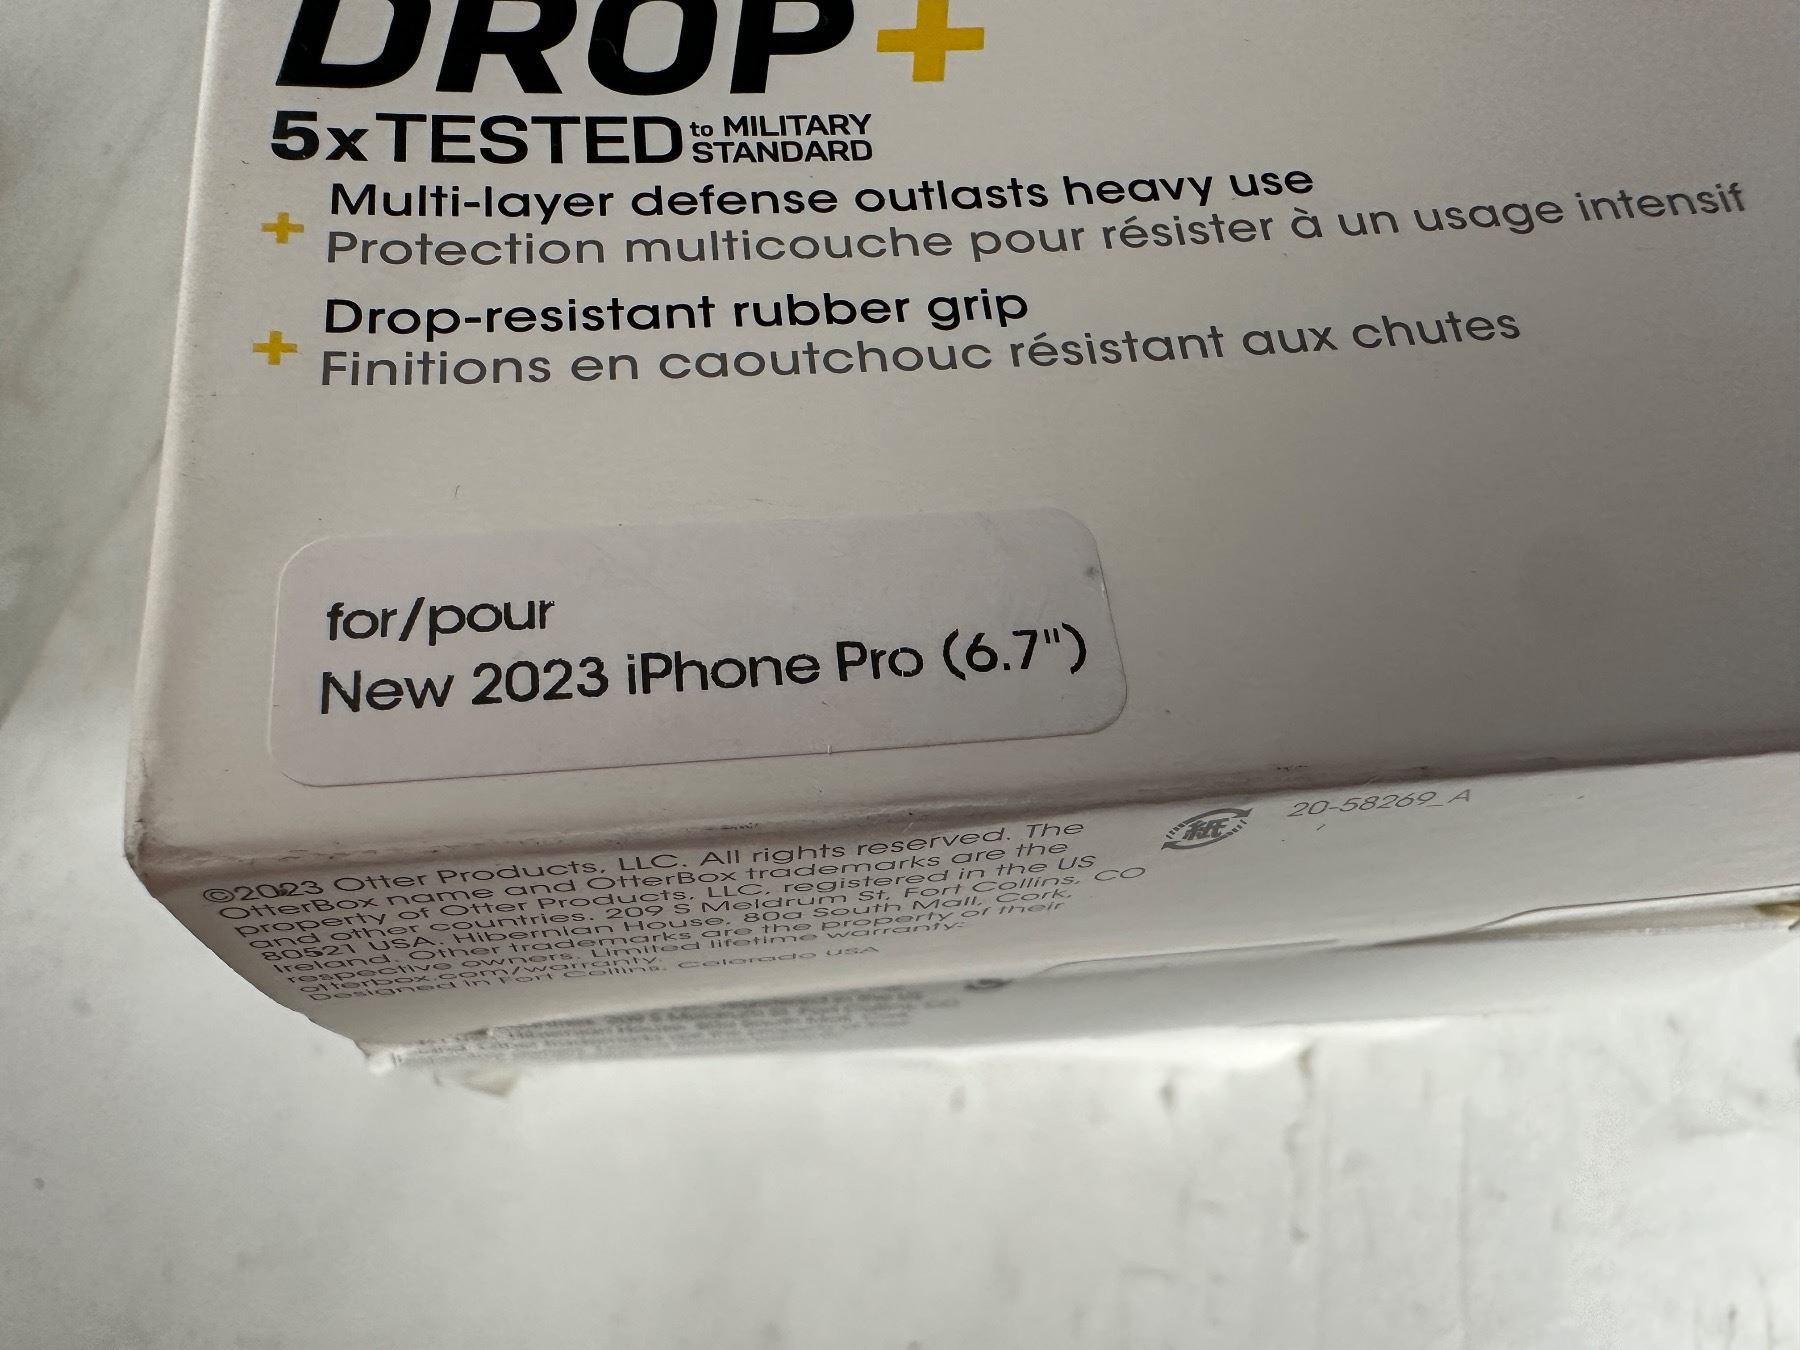 DROP+
5xTESTED to MILITARY STANDARD
+ Multi-layer defense outlasts heavy use
Protection multicouche pour résister à un usage intensif
+ Drop-resistant rubber grip
Finitions en caoutchouc résistant aux chutes
for/pour
New 2023 iPhone Pro (6.7")
©2023 Otter Products, LLC. All rights reserved. The
OtterBox name and OtterBox trademarks are the
property of Otter Products, LLC, registered in the US
and other countries. 209 S Meldrum St, Fort Collins, CO
80521 USA. Hibernian House, 80a South Mall, Cork,
Ireland. Other trademarks are the property of their
respective owners. Limited lifetime warranty:
otterbox.com/warranty.
Designed in Fort Collins, Colorado USA
紙
20-58269_A